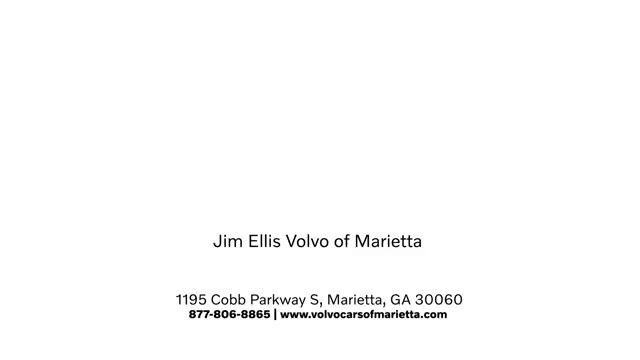 Jim Ellis Volvo of Marietta
1195 Cobb Parkway S, Marietta, GA 30060
877-806-8865 | www.volvocarsofmarietta.com